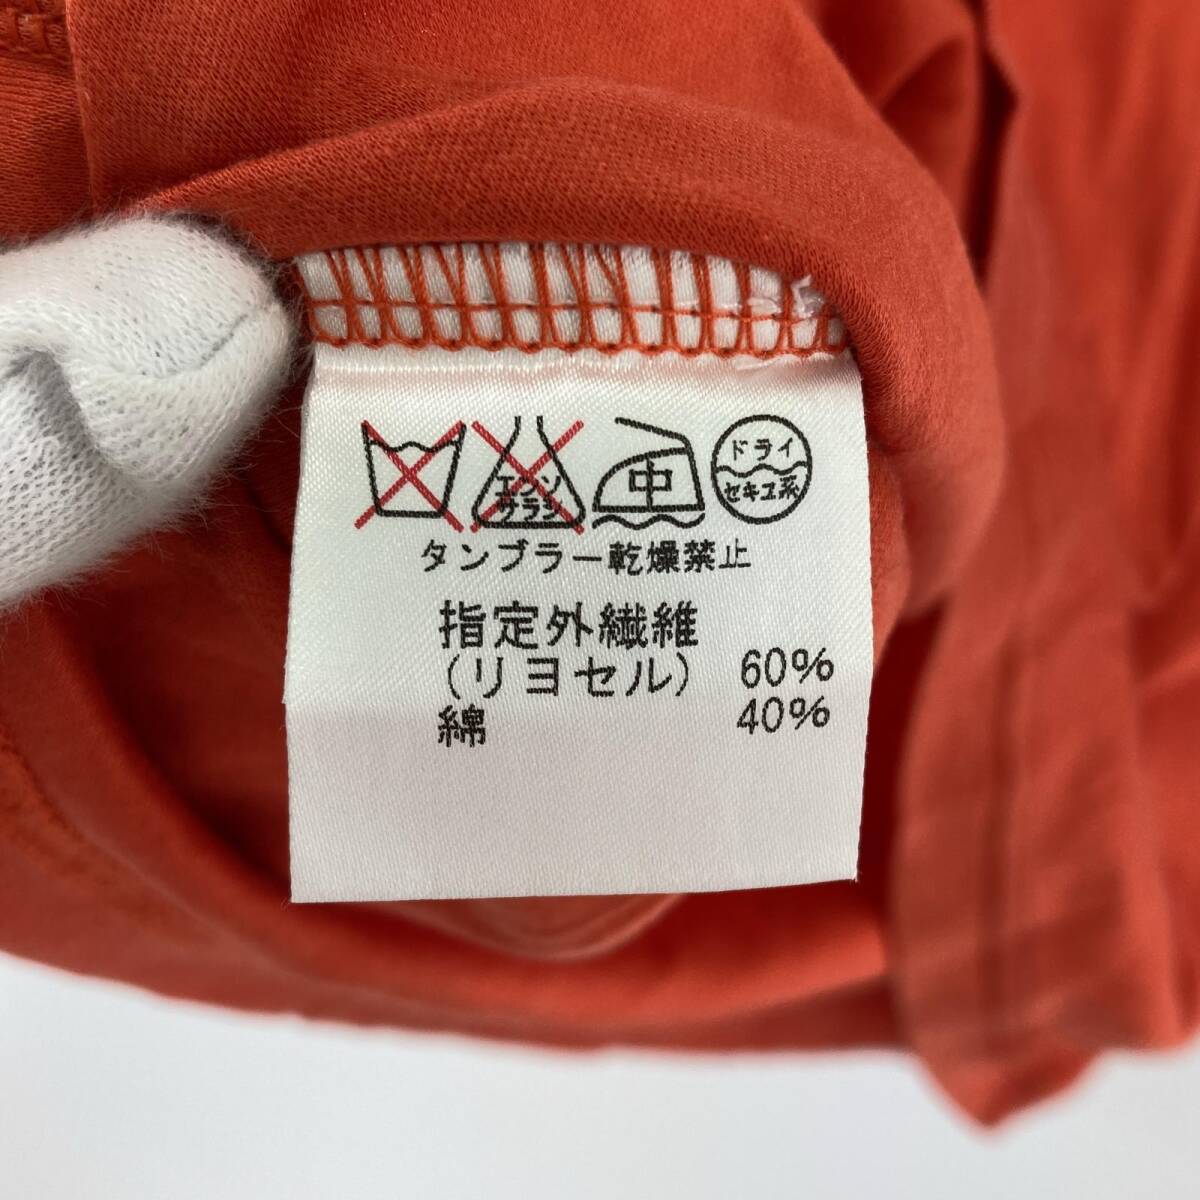 エンソ
サラシ
中
ドライ
セキユ系
タンブラー乾燥禁止
指定外繊維
(リヨセル) 60%
綿 40%